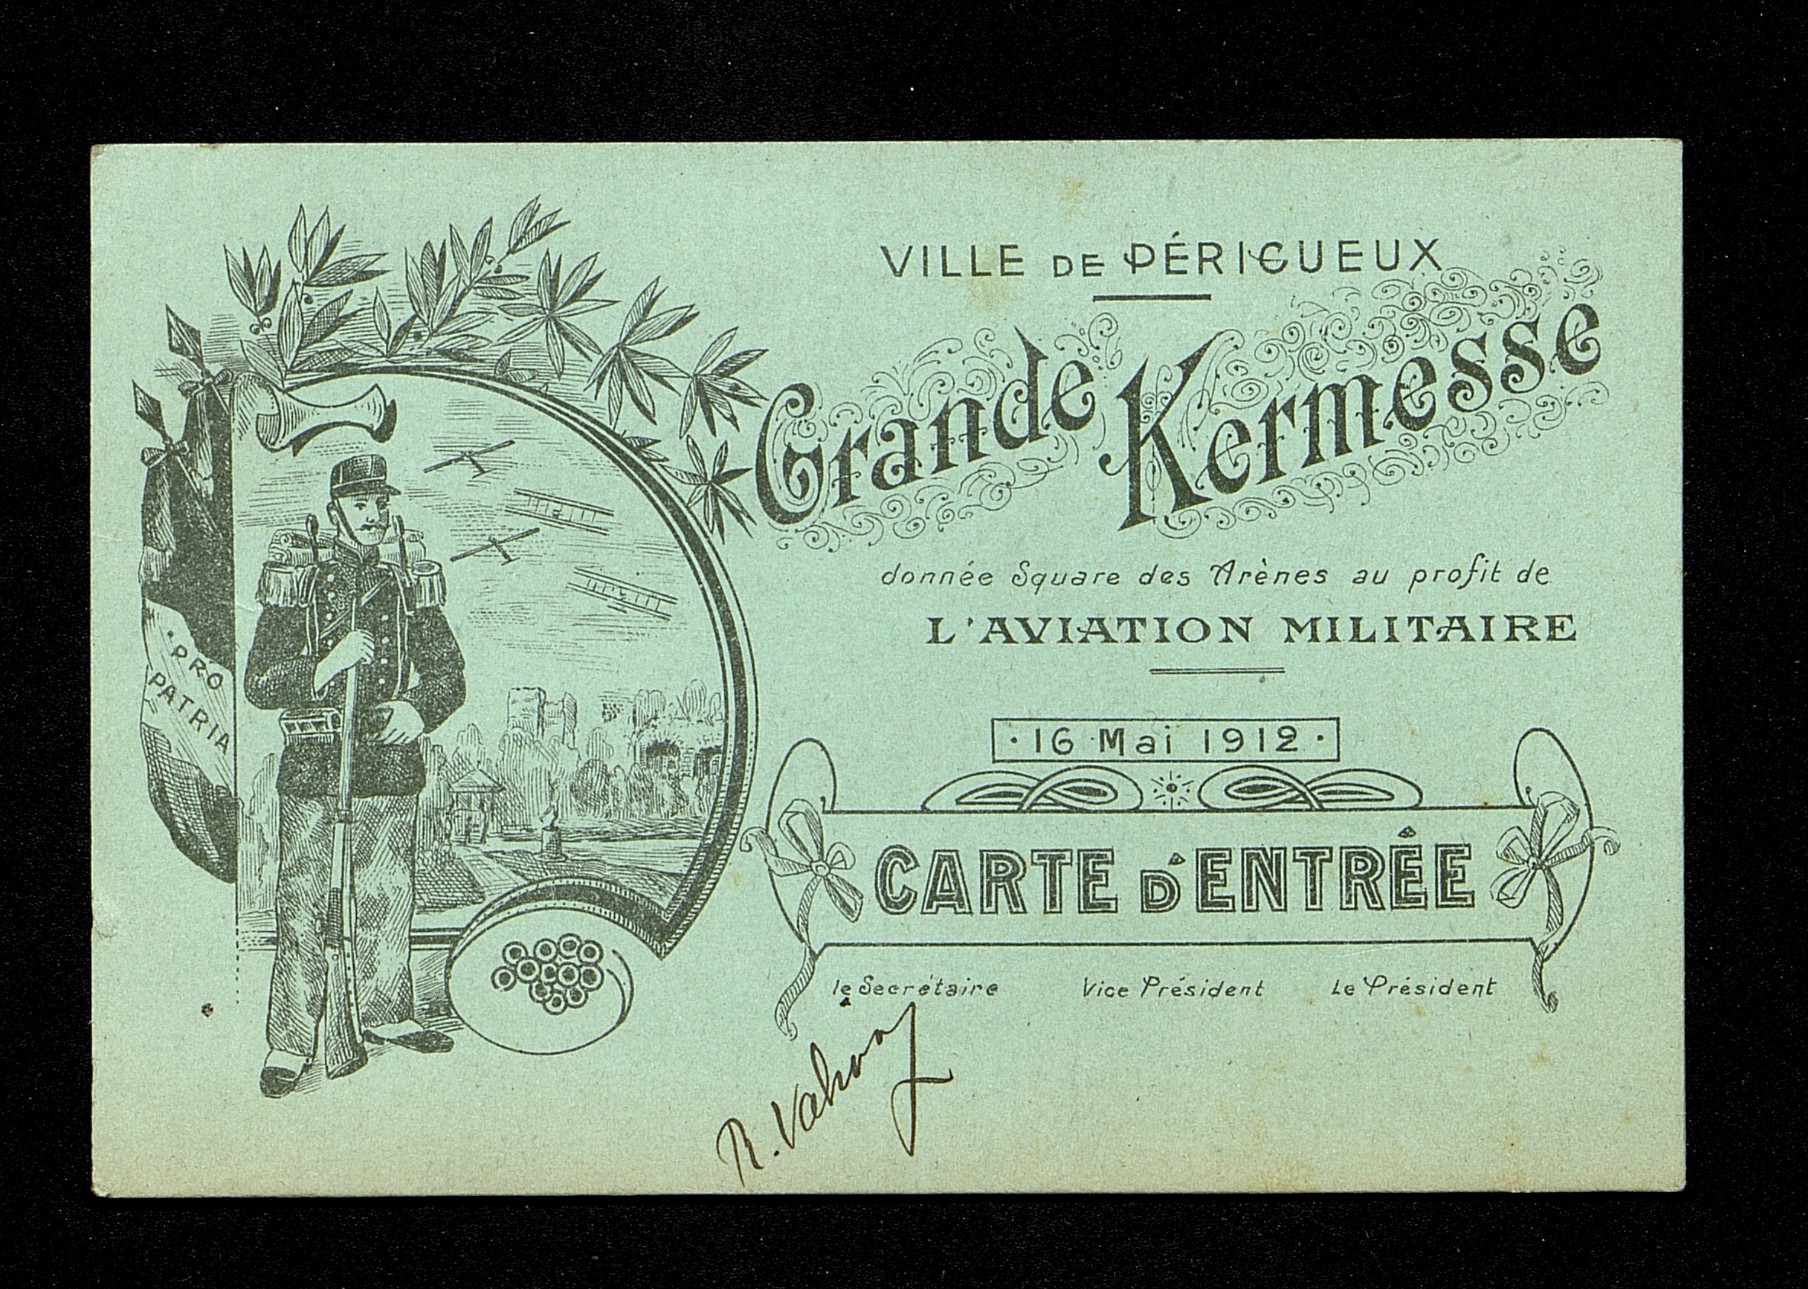 VILLE DE PÉRIGUEUX
Grande Kermesse
donnée Square des Arènes au profit de
L'AVIATION MILITAIRE
· 16 Mai 1912 ·
CARTE D'ENTRÉE
le Secrétaire Vice Président Le Président
PRO
PATRIA
R.